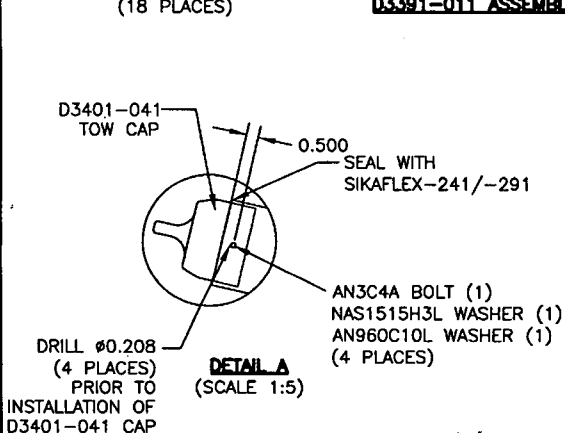 (18 PLACES)
D3391-011 ASSEMBL
D3401-041
TOW CAP
0.500
SEAL WITH
SIKAFLEX-241/-291
AN3C4A BOLT (1)
NAS1515H3L WASHER (1)
AN960C10L WASHER (1)
(4 PLACES)
DRILL ø0.208
(4 PLACES)
PRIOR TO
INSTALLATION OF
D3401-041 CAP
DETAIL A
(SCALE 1:5)